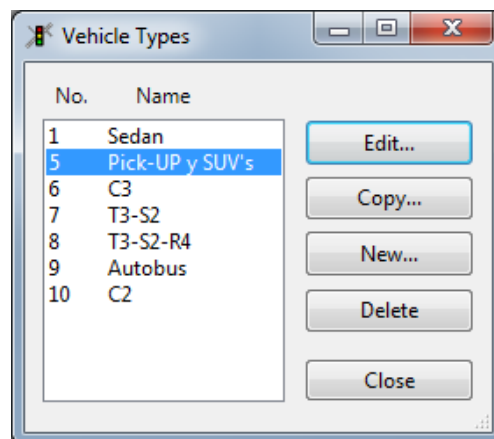 Vehicle Types
No. Name
1 Sedan
5 Pick-UP y SUV's
6 C3
7 T3-S2
8 T3-S2-R4
9 Autobus
10 C2
Edit...
Copy...
New...
Delete
Close